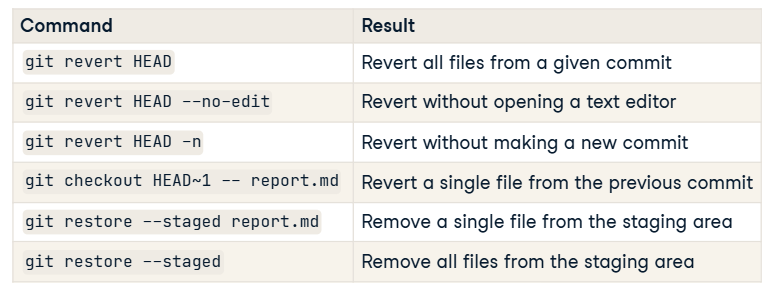 Command Result
git revert HEAD Revert all files from a given commit
git revert HEAD --no-edit Revert without opening a text editor
git revert HEAD -n Revert without making a new commit
git checkout HEAD~1 -- report.md Revert a single file from the previous commit
git restore --staged report.md Remove a single file from the staging area
git restore --staged Remove all files from the staging area